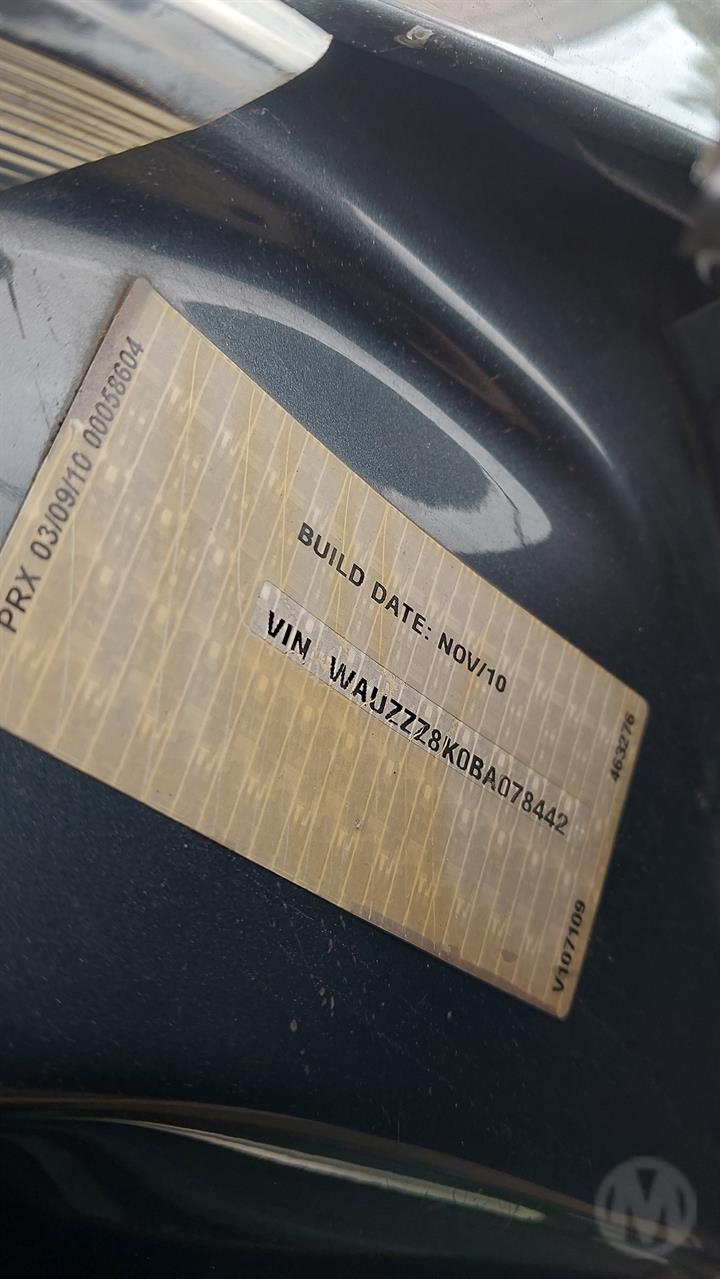 PRX 03/09/10 00058604
BUILD DATE: NOV/10
VIN WAUZZZ8K0BA078442
463276
V107109
M